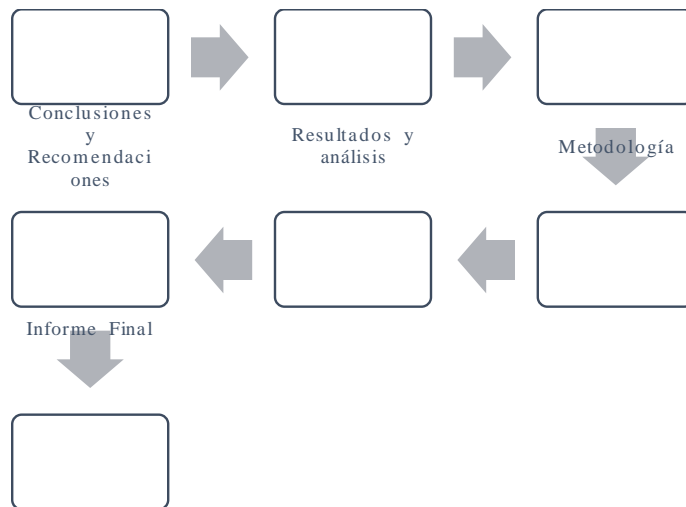 Conclusiones
y
Recomendaci
ones
Resultados y
análisis
Metodología
Informe Final